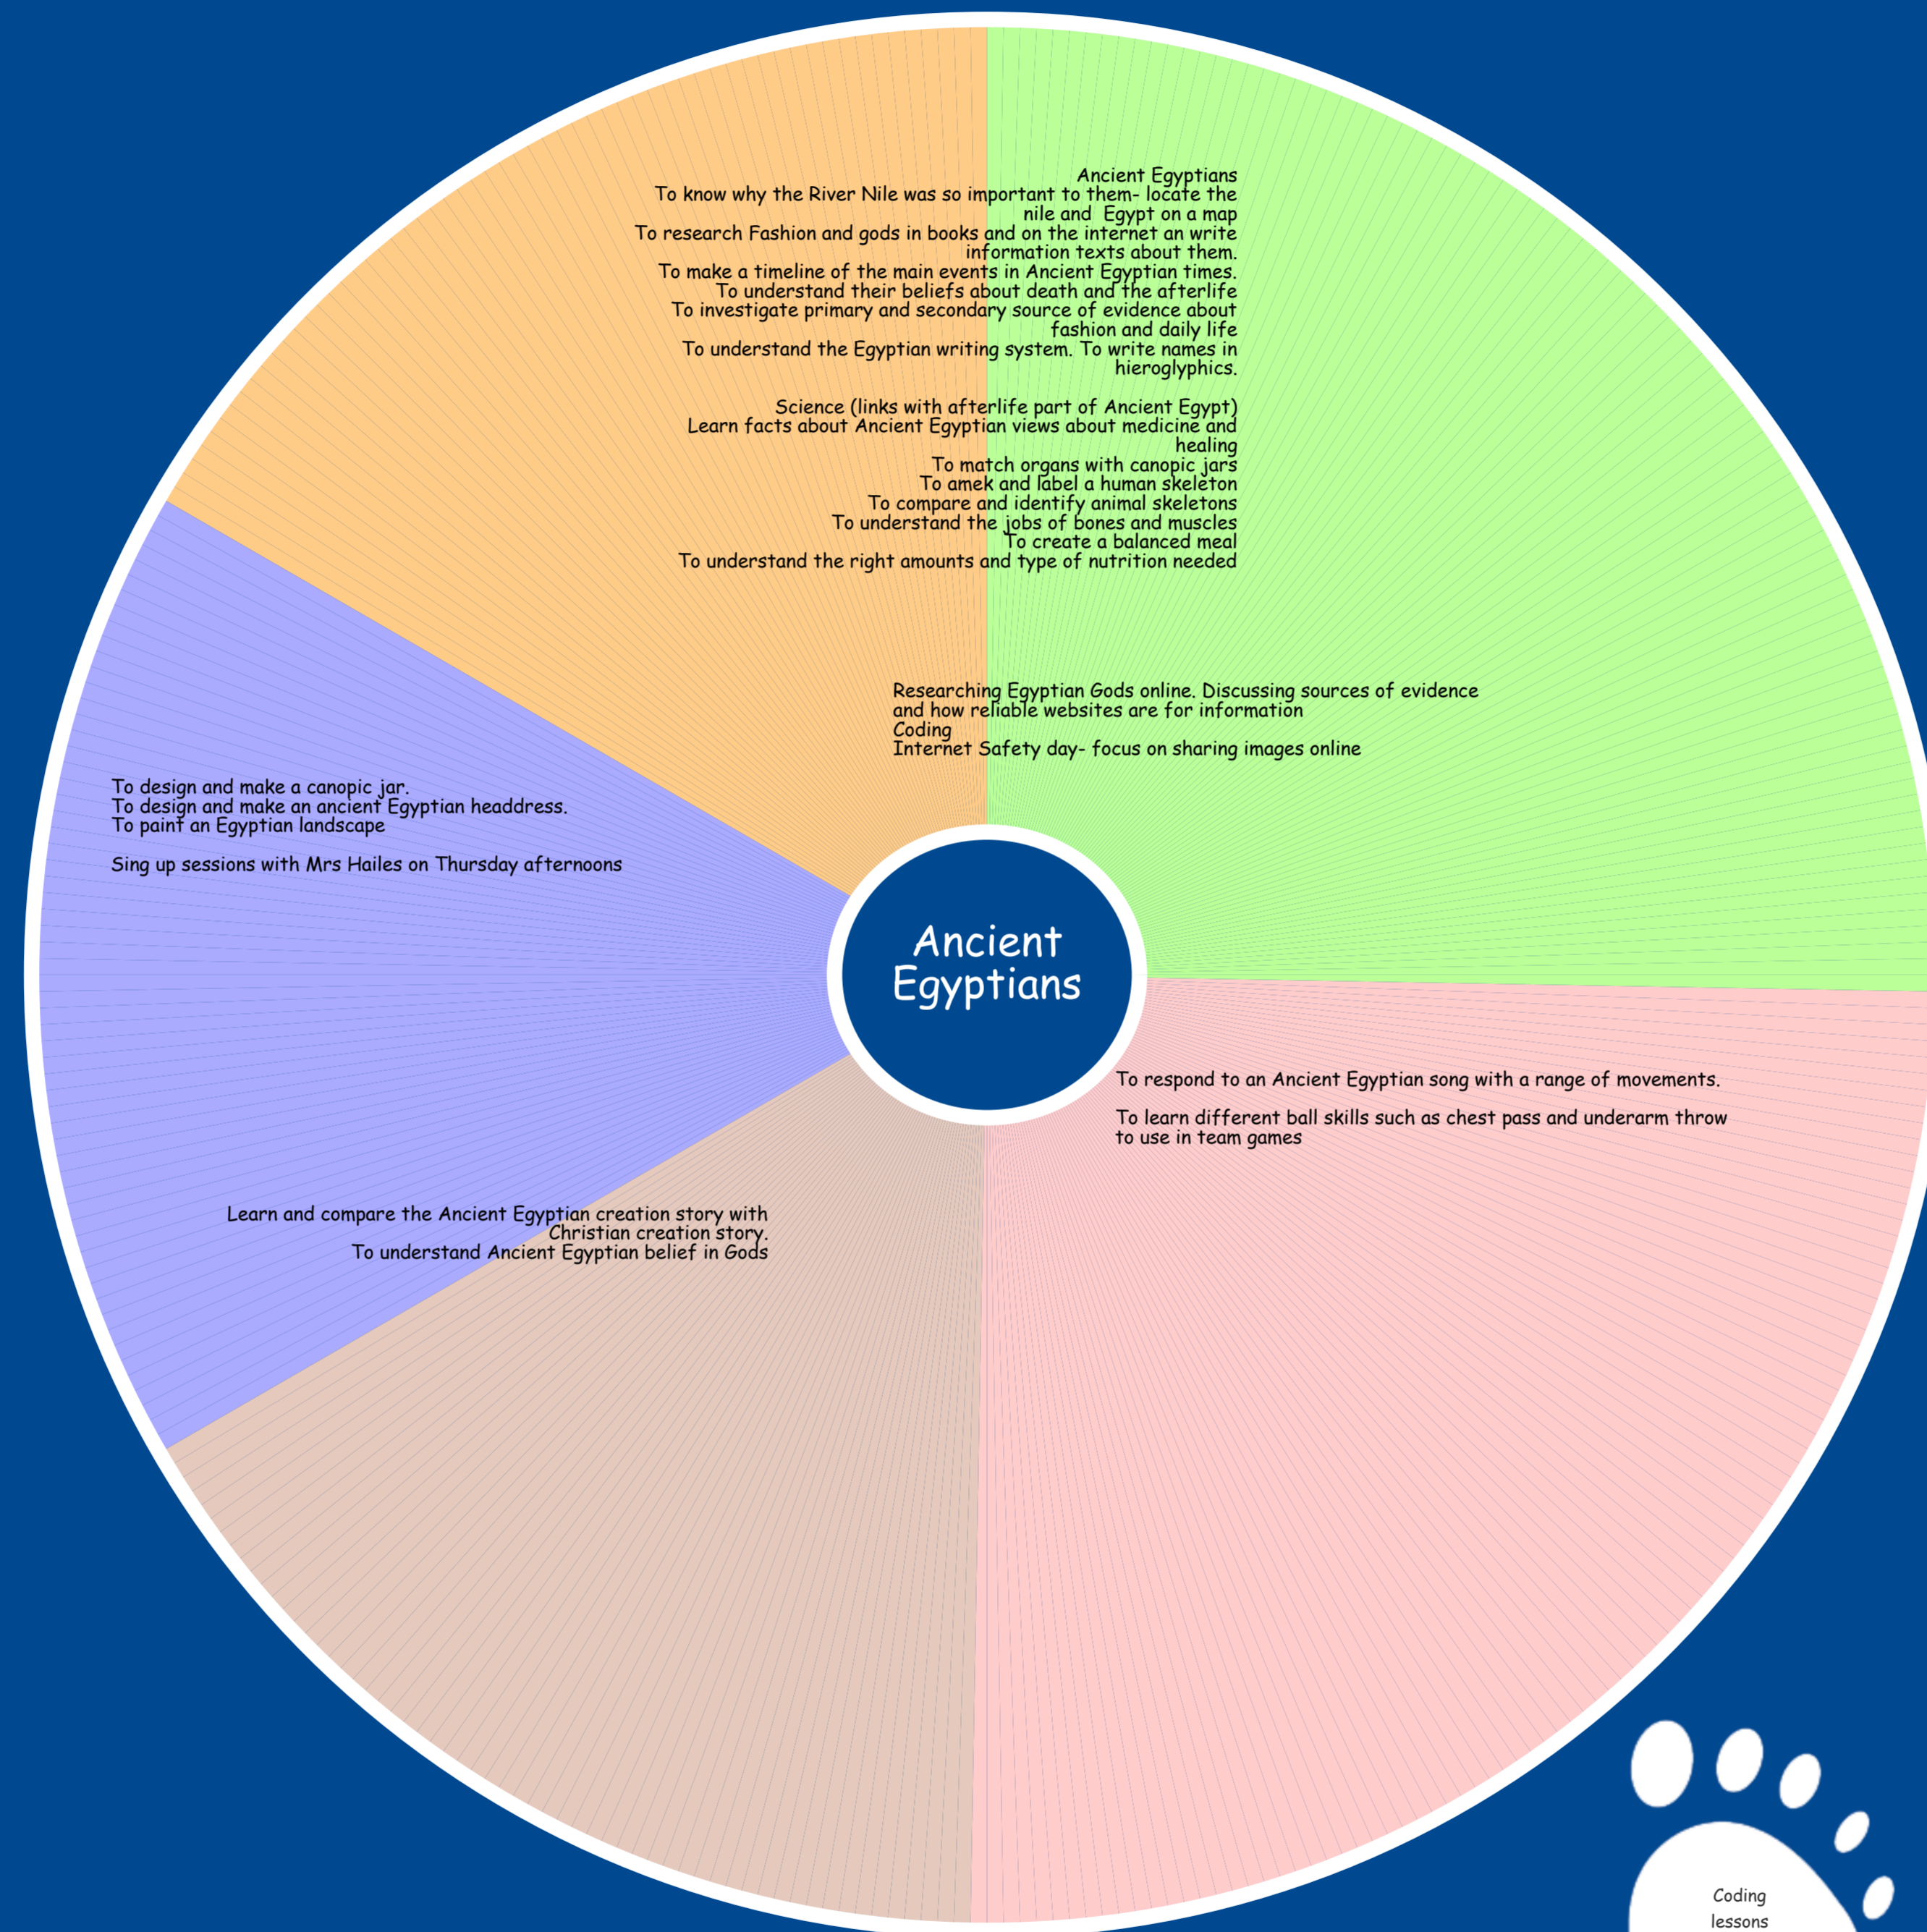 Ancient Egyptians
To know why the River Nile was so important to them- locate the
nile and  Egypt on a map
To research Fashion and gods in books and on the internet an write
information texts about them.
To make a timeline of the main events in Ancient Egyptian times.
To understand their beliefs about death and the afterlife
To investigate primary and secondary source of evidence about
fashion and daily life
To understand the Egyptian writing system. To write names in
hieroglyphics.
Science (links with afterlife part of Ancient Egypt)
Learn facts about Ancient Egyptian views about medicine and
healing
To match organs with canopic jars
To amek and label a human skeleton
To compare and identify animal skeletons
To understand the jobs of bones and muscles
To create a balanced meal
To understand the right amounts and type of nutrition needed
Researching Egyptian Gods online. Discussing sources of evidence
and how reliable websites are for information
Coding
Internet Safety day- focus on sharing images online
To design and make a canopic jar.
To design and make an ancient Egyptian headdress.
To paint an Egyptian landscape
Sing up sessions with Mrs Hailes on Thursday afternoons
Ancient
Egyptians
To respond to an Ancient Egyptian song with a range of movements.
To learn different ball skills such as chest pass and underarm throw
to use in team games
Learn and compare the Ancient Egyptian creation story with
Christian creation story.
To understand Ancient Egyptian belief in Gods
Coding
lessons